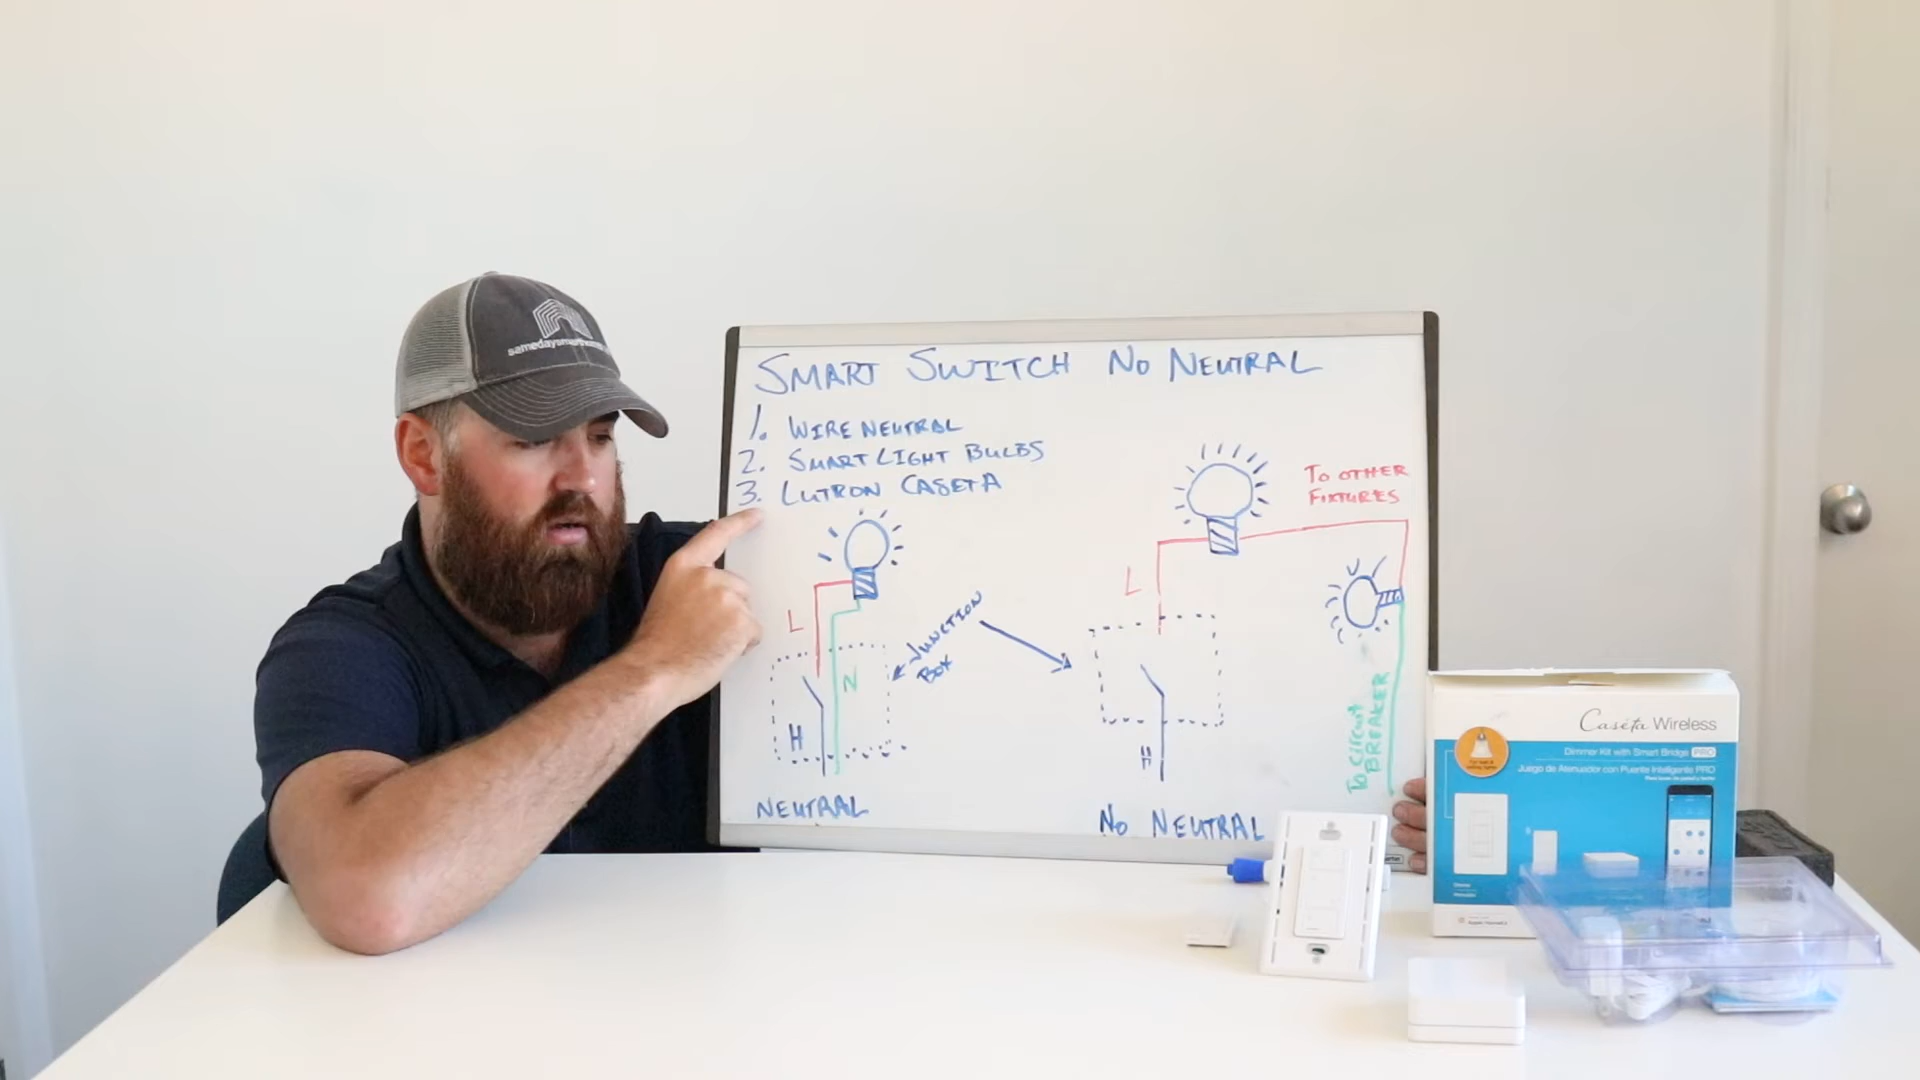 SMART SWITCH NO NEUTRAL
1. WIRE NEUTRAL
2. SMART LIGHT BULBS
3. LUTRON CASETA
L
N
H
JUNCTION
BOX
NEUTRAL
TO OTHER
FIXTURES
L
H
TO CIRCUIT
BREAKER
NO NEUTRAL
Caséta Wireless
Dimmer Kit with Smart Bridge PRO
Juego de Atenuador con Puente Inteligente PRO